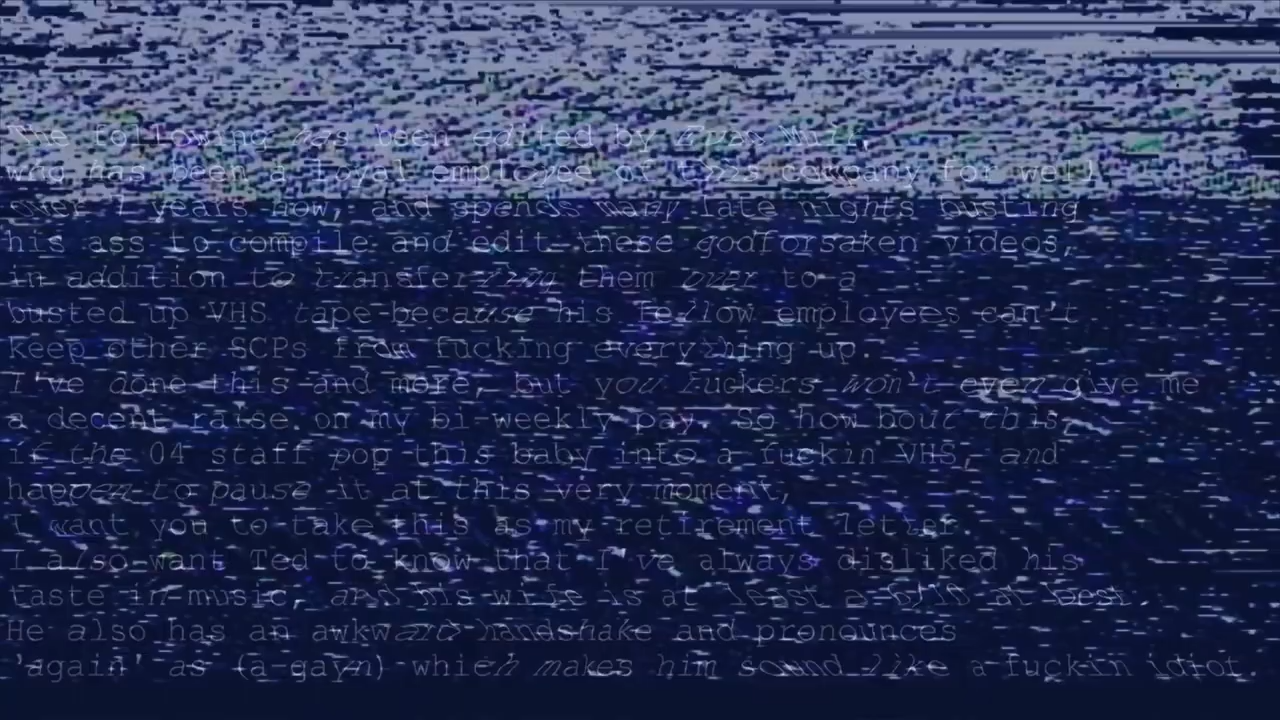 The following has been edited by Evan Muir,
who has been a loyal employee of this company for well
over 7 years now, and spends many late nights busting
his ass to compile and edit these godforsaken videos,
in addition to transferring them over to a
busted up VHS tape because his fellow employees can't
keep other SCPs from fucking everything up.
I've done this and more, but you fuckers won't even give me
a decent raise on my bi-weekly pay. So how bout this,
if the 04 staff pop this baby into a fuckin VHS, and
happen to pause it at this very moment,
I want you to take this as my retirement letter
I also want Ted to know that I've always disliked his
taste in music, and his wife is at least a 6/10 at best.
He also has an awkward handshake and pronounces
'again' as (a-gayn) which makes him sound like a fuckin idiot.